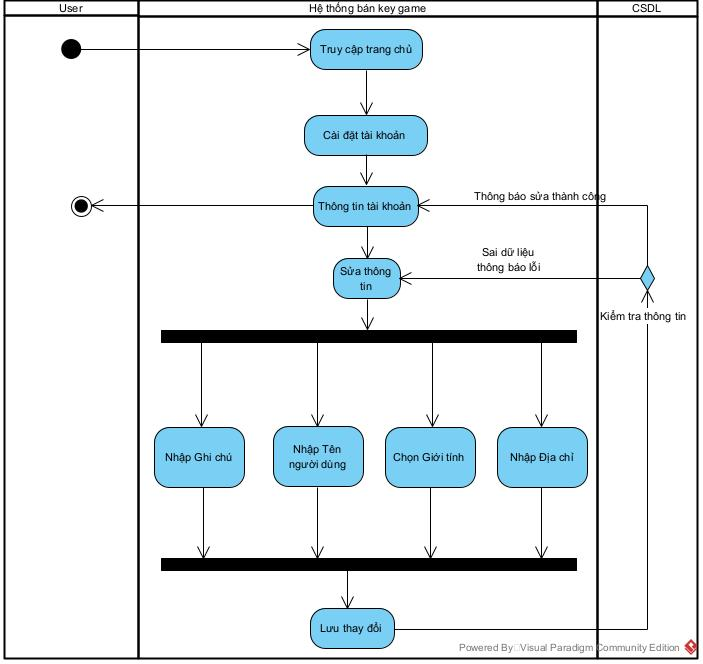 User
Hệ thống bán key game
CSDL
Truy cập trang chủ
Cài đặt tài khoản
Thông tin tài khoản
Thông báo sửa thành công
Sửa thông
tin
Sai dữ liệu
thông báo lỗi
Kiểm tra thông tin
Nhập Ghi chú
Nhập Tên
người dùng
Chọn Giới tính
Nhập Địa chỉ
Lưu thay đổi
Powered By Visual Paradigm Community Edition